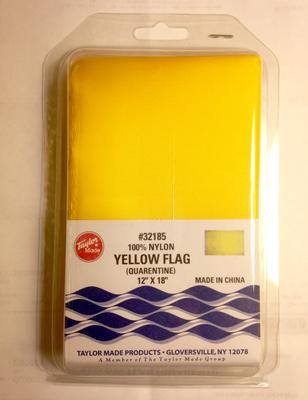 #32185
100% NYLON
Taylor Made
YELLOW FLAG
(QUARENTINE)
12" X 18"
MADE IN CHINA
TAYLOR MADE PRODUCTS • GLOVERSVILLE, NY 12078
A Member of The Taylor Made Group